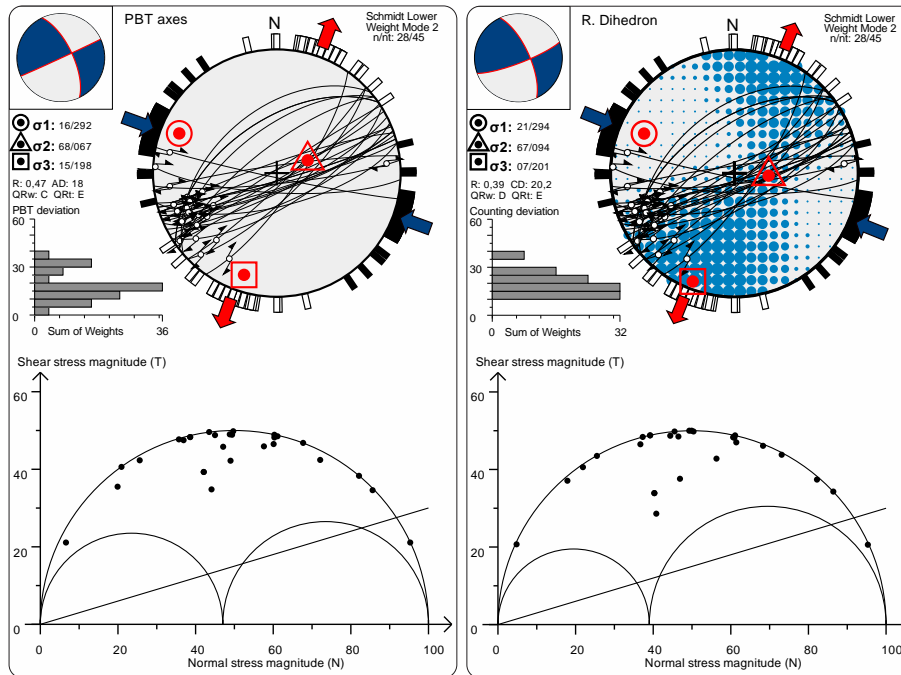 PBT axes
N
Schmidt Lower
Weight Mode 2
n/nt: 28/45
σ1: 16/292
σ2: 68/067
σ3: 15/198
R: 0,47 AD: 18
QRw: C QRt: E
PBT deviation
60
30
0
0
36
Sum of Weights
Shear stress magnitude (T)
60
40
20
0
0 20 40 60 80 100
Normal stress magnitude (N)
R. Dihedron
N
Schmidt Lower
Weight Mode 2
n/nt: 28/45
σ1: 21/294
σ2: 67/094
σ3: 07/201
R: 0,39 CD: 20,2
QRw: D QRt: E
Counting deviation
60
30
0
0
32
Sum of Weights
Shear stress magnitude (T)
60
40
20
0
0 20 40 60 80 100
Normal stress magnitude (N)